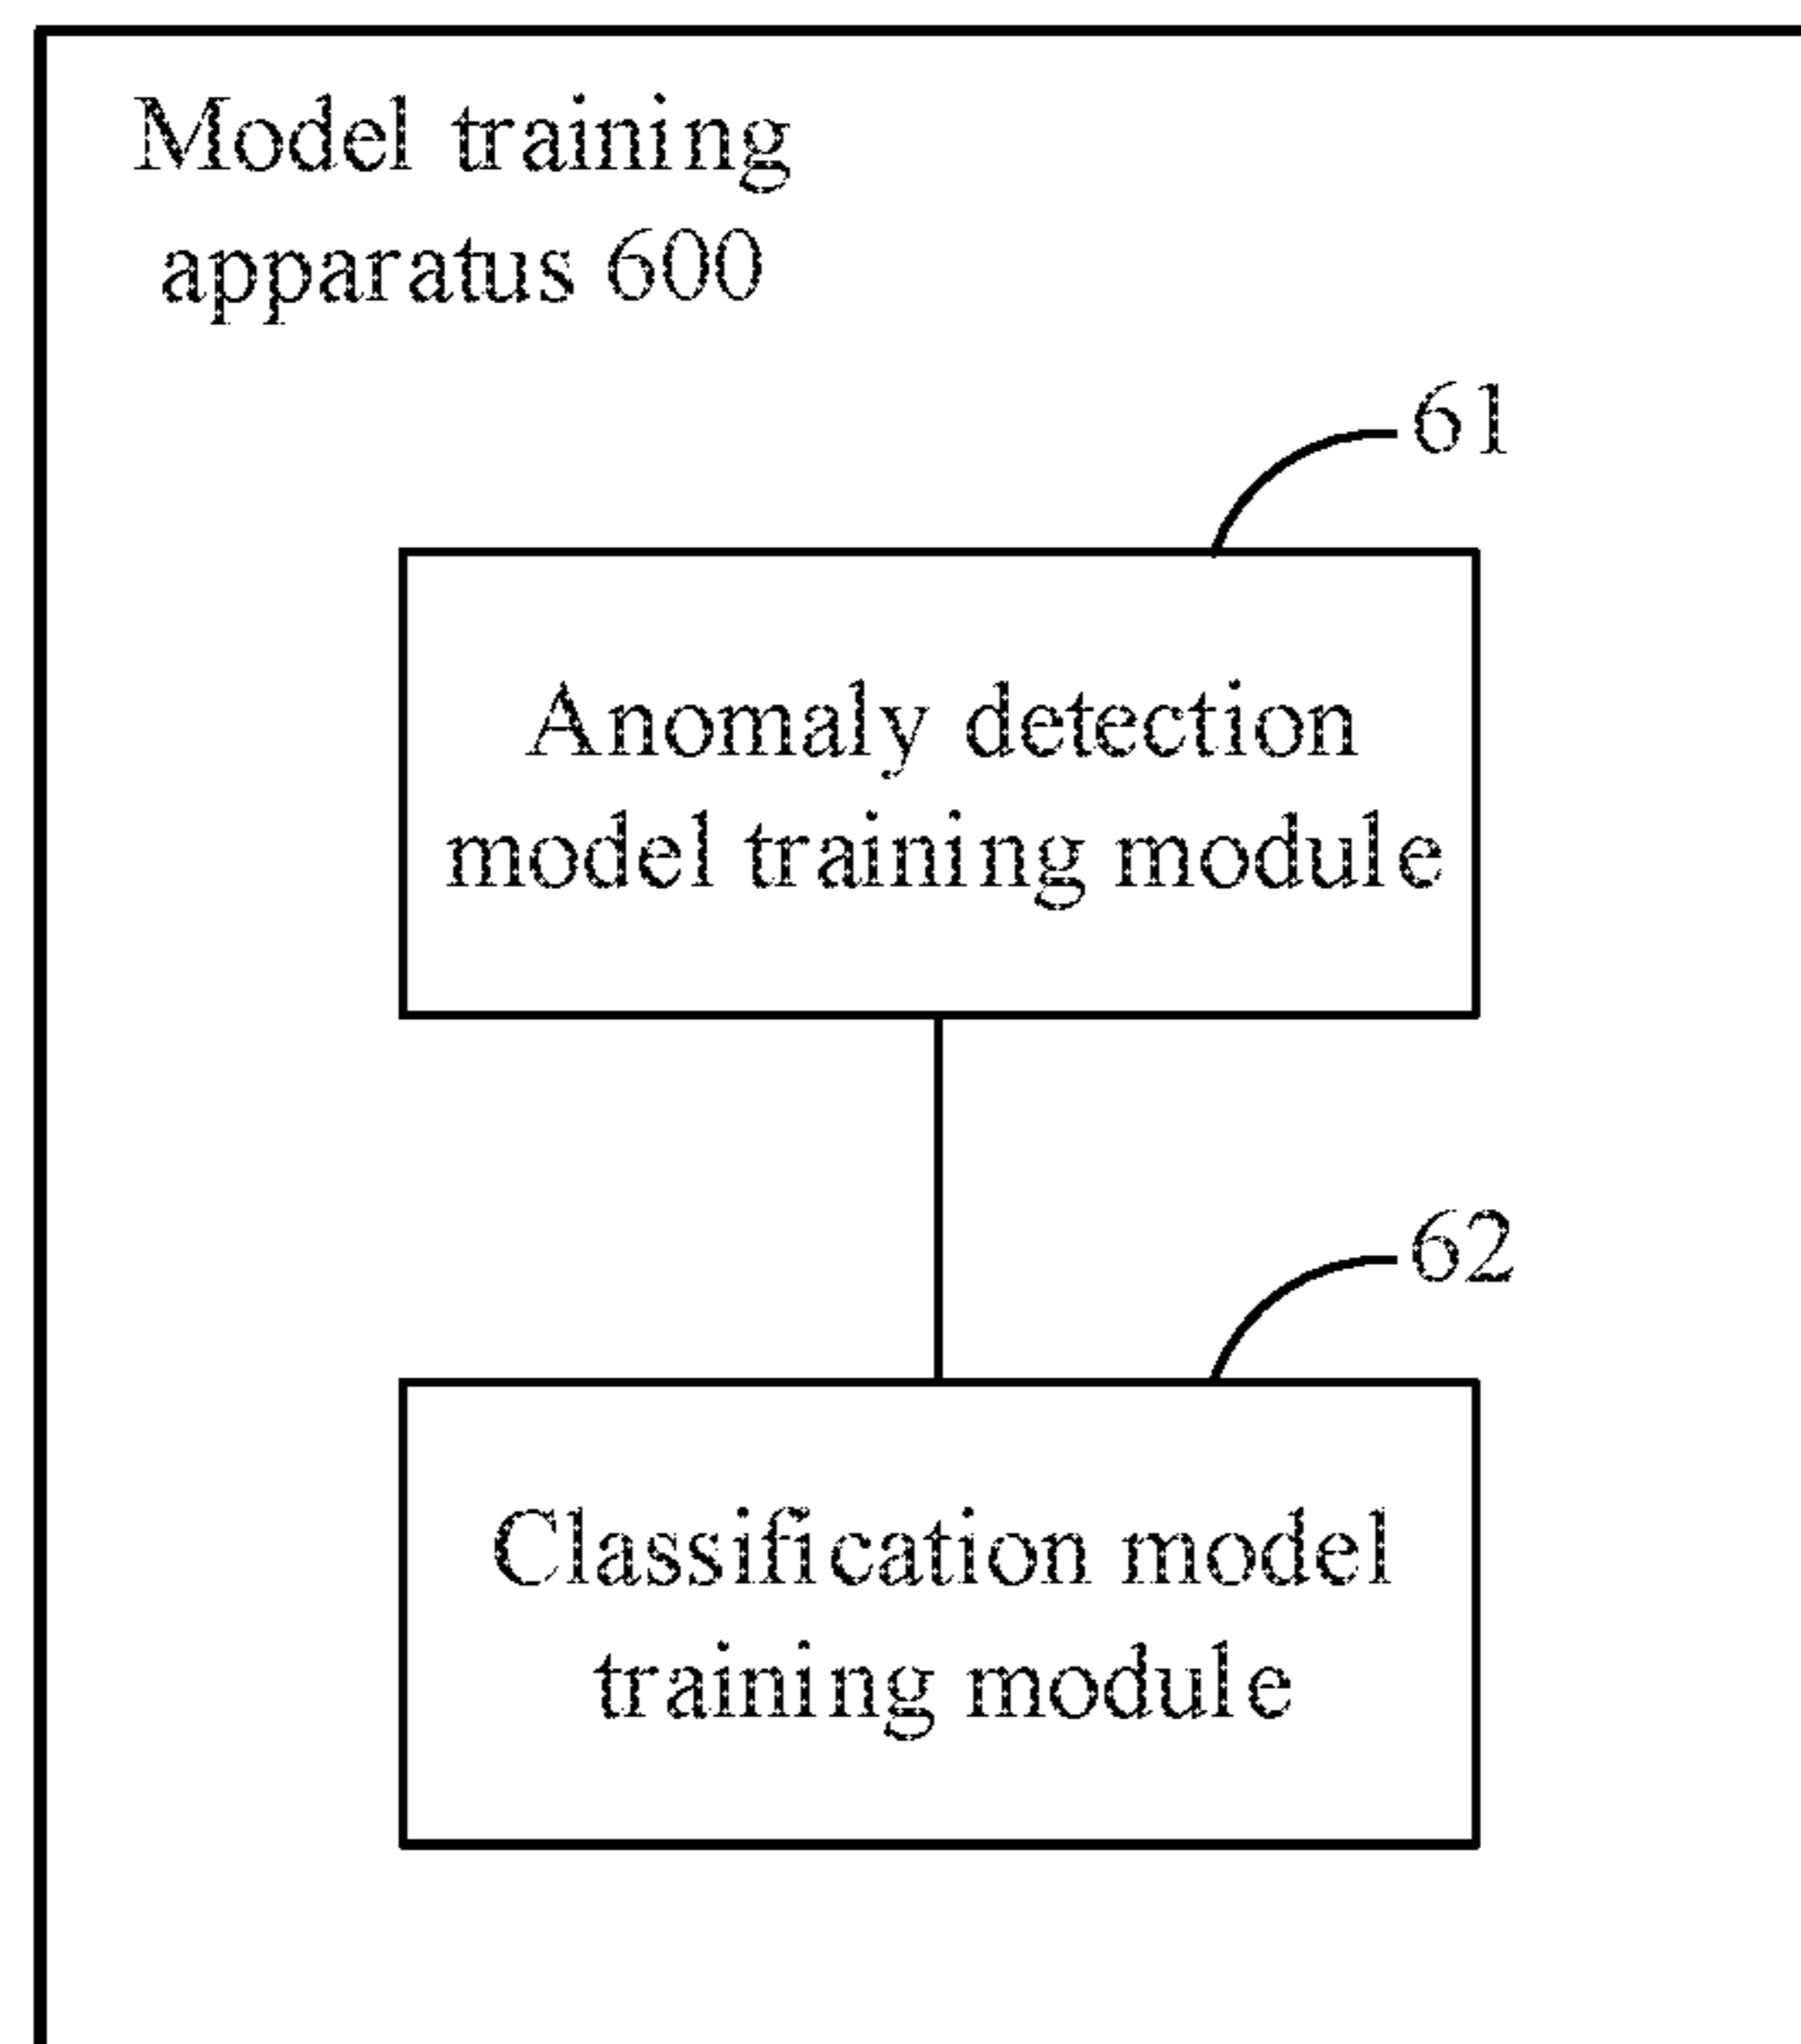 Model training
apparatus 600
61
Anomaly detection
model training module
62
Classification model
training module